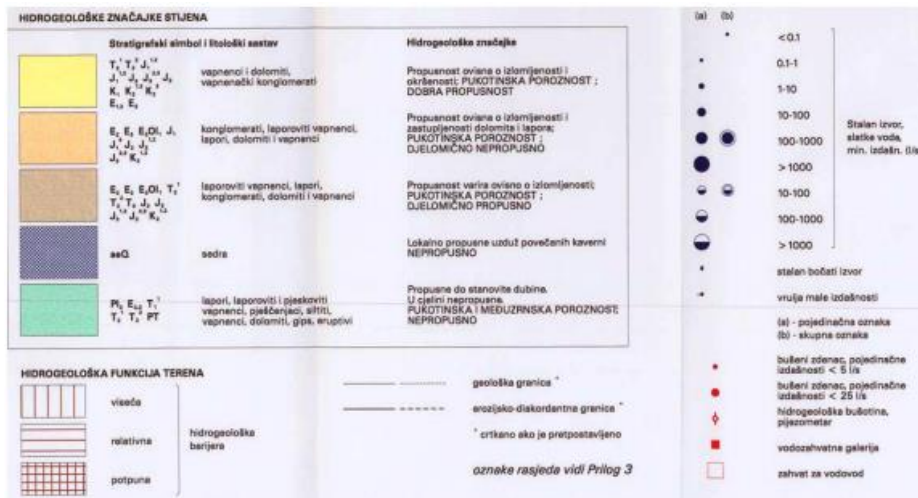 HIDROGEOLOŠKE ZNAČAJKE STIJENA
Stratigrafski simbol i litološki sastav
Hidrogeološke značajke
vapnenci i dolomiti,
vapnenački konglomerati
Propusnost ovisna o izlomljenosti i
okršenosti; PUKOTINSKA POROZNOST ;
DOBRA PROPUSNOST
konglomerati, laporoviti vapnenci,
lapori, dolomiti i vapnenci
Propusnost ovisna o izlomljenosti i
zastupljenosti dolomita i lapora;
PUKOTINSKA POROZNOST ;
DJELOMIČNO NEPROPUSNO
laporoviti vapnenci, lapori,
konglomerati, dolomiti i vapnenci
Propusnost varira ovisno o izlomljenosti;
PUKOTINSKA POROZNOST ;
DJELOMIČNO PROPUSNO
sedra
Lokalno propusne uzduž povećanih kaverni
NEPROPUSNO
lapori, laporoviti i pjeskoviti
vapnenci, pješčenjaci, siltiti,
vapnenci, dolomiti, gips, eruptivi
Propusne do stanovite dubine.
U cjelini nepropusne.
PUKOTINSKA I MEĐUZRNSKA POROZNOST
NEPROPUSNO
HIDROGEOLOŠKA FUNKCIJA TERENA
viseća
relativna
potpuna
hidrogeološka
barijera
geološka granica *
erozijsko-diskordantna granica *
* crtkano ako je pretpostavljeno
oznake rasjeda vidi Prilog 3
(a) (b)
<0.1
0.1-1
1-10
10-100
100-1000
>1000
10-100
100-1000
>1000
Stalan izvor,
slatka voda,
min. izdašn. (l/s
stalan bočati izvor
vrulja male izdašnosti
(a) - pojedinačna oznaka
(b) - skupna oznaka
bušeni zdenac, pojedinačne
izdašnosti < 5 l/s
bušeni zdenac, pojedinačne
izdašnosti < 25 l/s
hidrogeološka bušotina,
pijezometar
vodozahvatna galerija
zahvat za vodovod